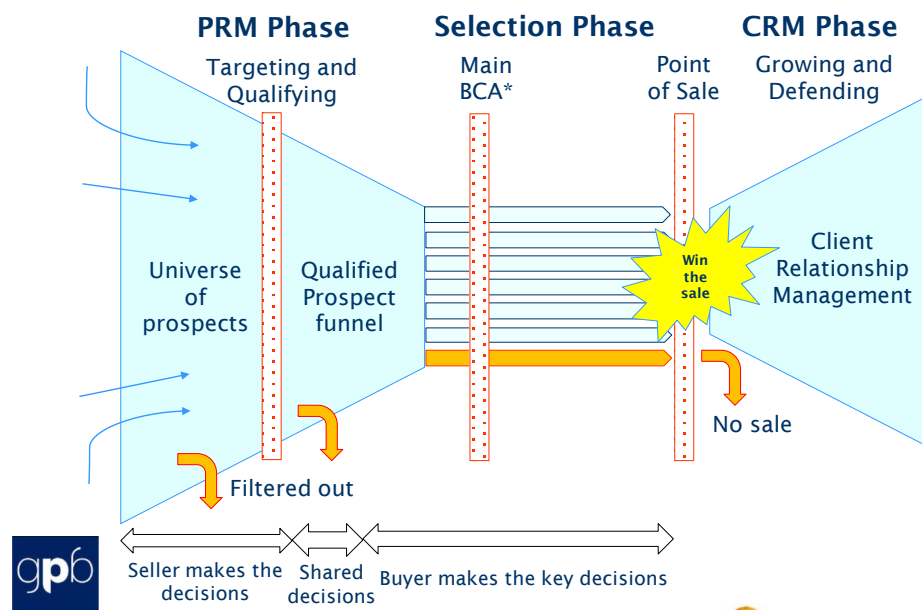 PRM Phase
Selection Phase
CRM Phase
Targeting and
Qualifying
Main
BCA*
Point
of Sale
Growing and
Defending
Universe
of
prospects
Qualified
Prospect
funnel
Win
the
sale
Client
Relationship
Management
No sale
Filtered out
Seller makes the
decisions
Shared
decisions
Buyer makes the key decisions
gpb